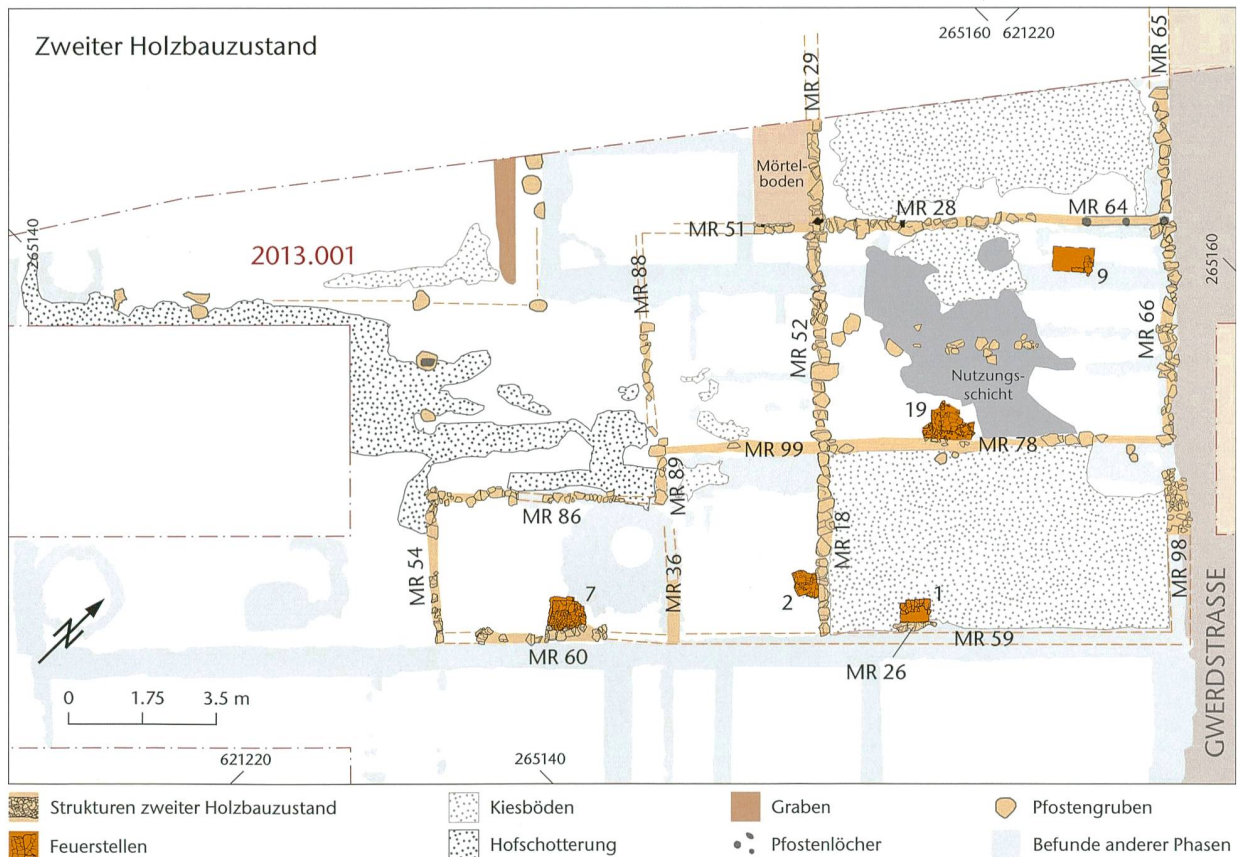 Zweiter Holzbauzustand
265160 621220
MR 65
MR 29
Mörtel-
boden
MR 28
MR 64
MR 51
265140
2013.001
9
265160
MR 88
MR 52
MR 66
Nutzungs-
schicht
19
MR 99
MR 78
MR 89
MR 86
MR 18
MR 54
MR 36
MR 98
7
2
1
MR 60
MR 59
MR 26
0 1.75 3.5 m
GWERDSTRASSE
621220
265140
Strukturen zweiter Holzbauzustand
Kiesböden
Graben
Pfostengruben
Feuerstellen
Hofschotterung
Pfostenlöcher
Befunde anderer Phasen